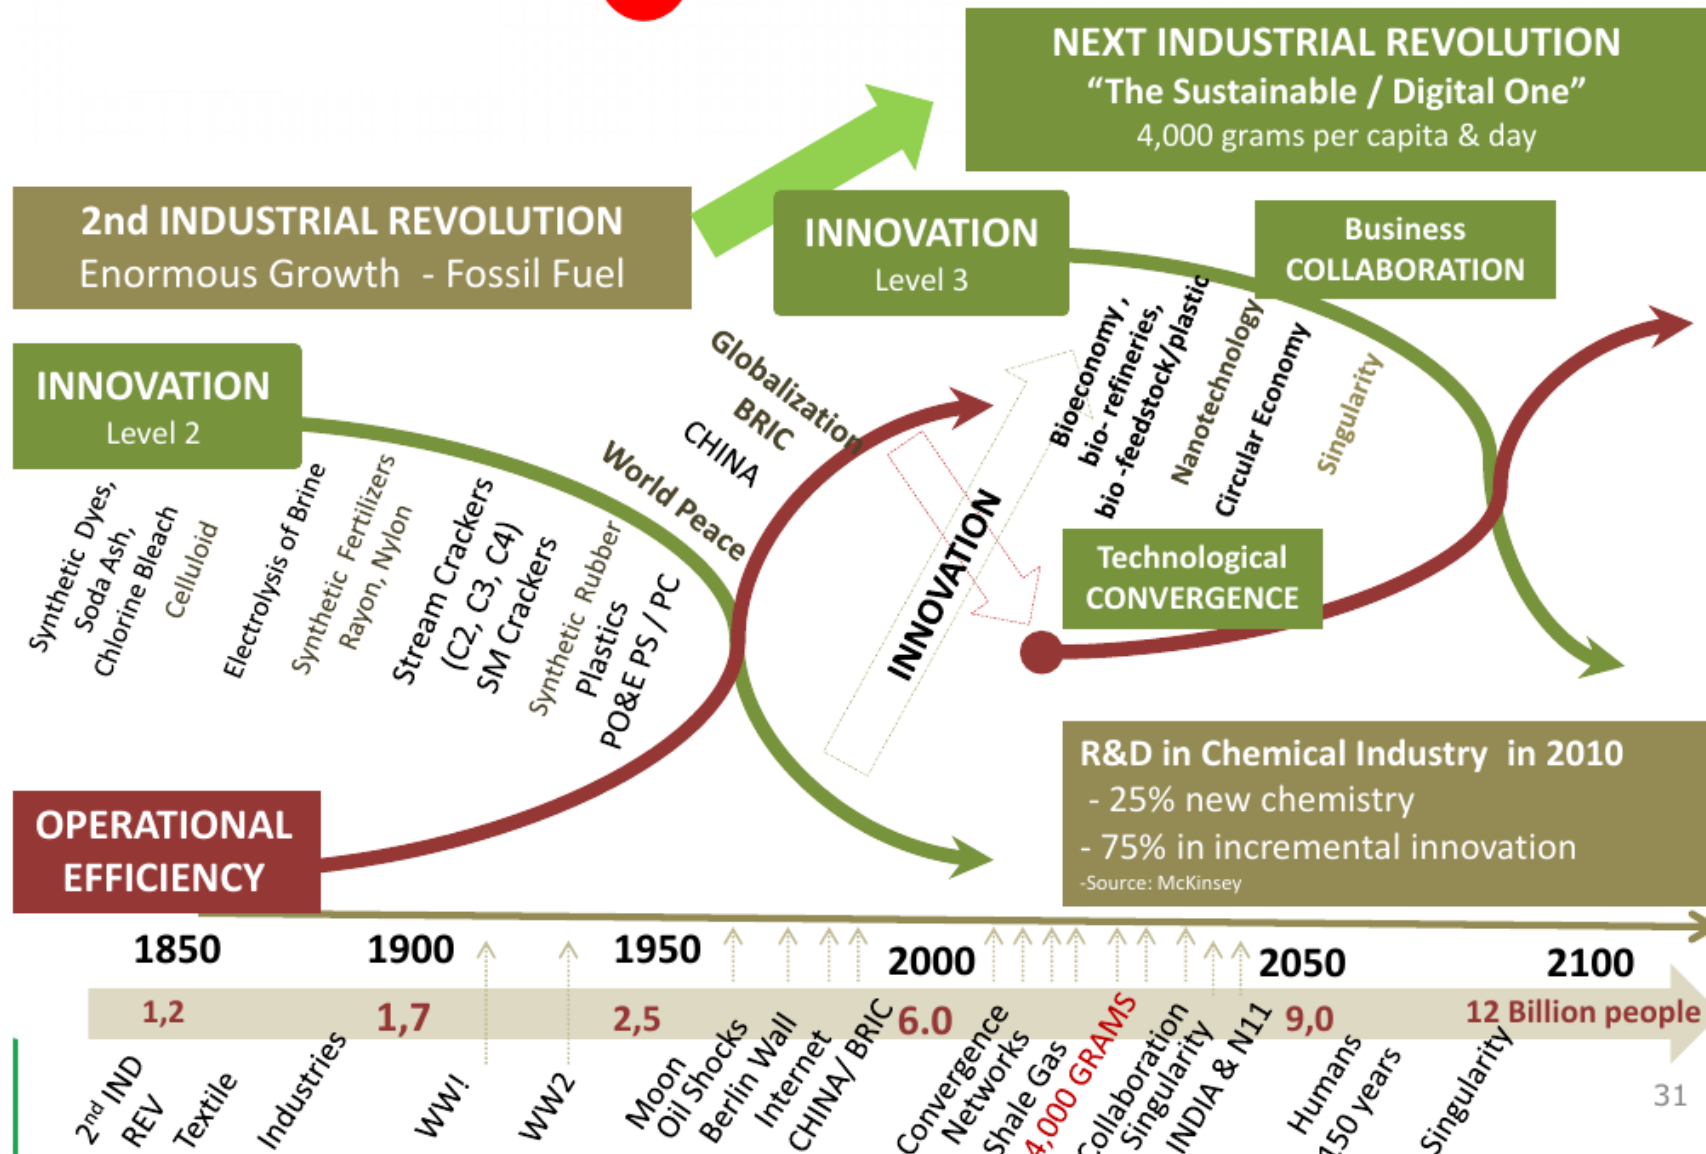 NEXT INDUSTRIAL REVOLUTION
“The Sustainable / Digital One”
4,000 grams per capita & day
2nd INDUSTRIAL REVOLUTION
Enormous Growth - Fossil Fuel
INNOVATION
Level 3
Business
COLLABORATION
INNOVATION
Level 2
Globalization
BRIC
CHINA
World Peace
Bioeconomy ,
bio- refineries,
bio -feedstock/plastic
Nanotechnology
Circular Economy
Singularity
Synthetic Dyes,
Soda Ash,
Chlorine Bleach
Celluloid
Electrolysis of Brine
Synthetic Fertilizers
Rayon, Nylon
Stream Crackers
(C2, C3, C4)
SM Crackers
Synthetic Rubber
Plastics
PO&E PS / PC
INNOVATION
Technological
CONVERGENCE
OPERATIONAL
EFFICIENCY
R&D in Chemical Industry in 2010
- 25% new chemistry
- 75% in incremental innovation
-Source: McKinsey
1850 1900 1950 2000 2050 2100
1,2 1,7 2,5 6.0 9,0 12 Billion people
2nd IND
REV
Textile
Industries
WW!
WW2
Moon
Oil Shocks
Berlin Wall
Internet
CHINA/ BRIC
Convergence
Networks
Shale Gas
4,000 GRAMS
Collaboration
Singularity
INDIA & N11
Humans
150 years
Singularity
31